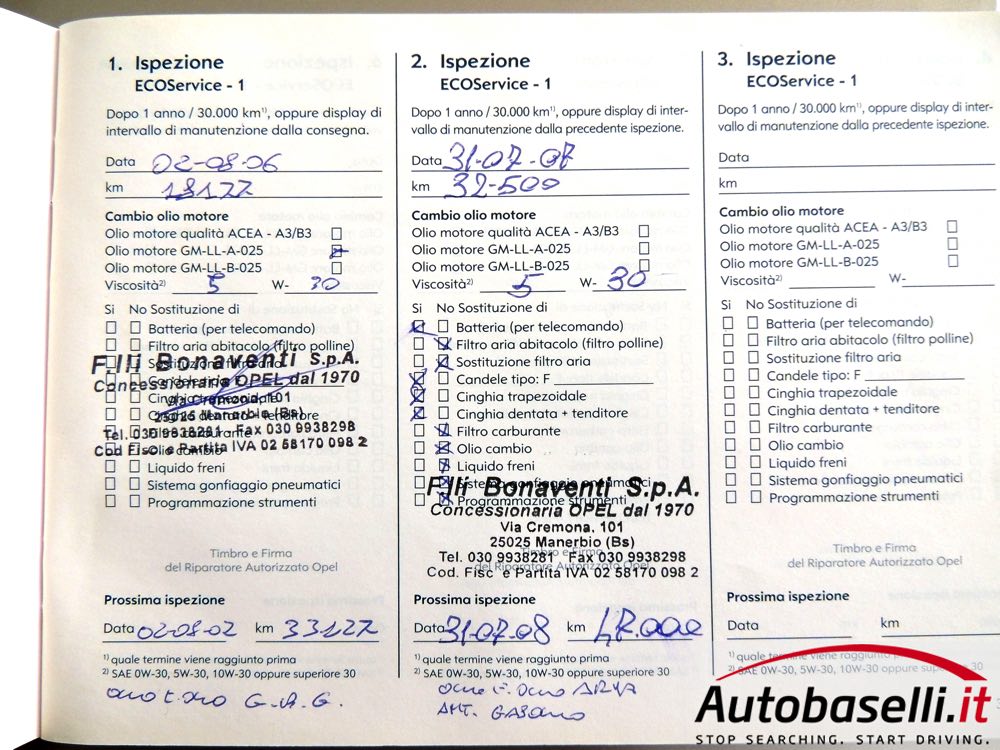 1. Ispezione
ECOService - 1
Dopo 1 anno / 30.000 km¹⁾, oppure display di
intervallo di manutenzione dalla consegna.
Data 02-08-06
km 18127
Cambio olio motore
Olio motore qualità ACEA - A3/B3
Olio motore GM-LL-A-025
Olio motore GM-LL-B-025
Viscosità²⁾ 5 W- 30
Si No Sostituzione di
Batteria (per telecomando)
Filtro aria abitacolo (filtro polline)
F.lli Bonaventi S.p.A.
Concessionaria OPEL dal 1970
Via Cremona, 101
25025 Manerbio (Bs)
Tel. 030 9938281 Fax 030 9938298
Cod Fisc. e Partita IVA 02 58170 098 2
Liquido freni
Sistema gonfiaggio pneumatici
Programmazione strumenti
Timbro e Firma
del Riparatore Autorizzato Opel
Prossima ispezione
Data 02-08-02 km 33127
¹⁾ quale termine viene raggiunto prima
²⁾ SAE 0W-30, 5W-30, 10W-30 oppure superiore 30
2. Ispezione
ECOService - 1
Dopo 1 anno / 30.000 km¹⁾, oppure display di inter-
vallo di manutenzione dalla precedente ispezione.
Data 31-07-07
km 32-500
Cambio olio motore
Olio motore qualità ACEA - A3/B3
Olio motore GM-LL-A-025
Olio motore GM-LL-B-025
Viscosità²⁾ 5 W- 30
Si No Sostituzione di
Batteria (per telecomando)
Filtro aria abitacolo (filtro polline)
Sostituzione filtro aria
Candele tipo: F
Cinghia trapezoidale
Cinghia dentata + tenditore
Filtro carburante
Olio cambio
Liquido freni
Sistema gonfiaggio pneumatici
F.lli Bonaventi S.p.A.
Programmazione strumenti
Concessionaria OPEL dal 1970
Via Cremona, 101
25025 Manerbio (Bs)
Tel. 030 9938281 Fax 030 9938298
Timbro e Firma
del Riparatore Autorizzato Opel
Cod. Fisc e Partita IVA 02 58170 098 2
Prossima ispezione
Data 31-07-08 km 47.000
¹⁾ quale termine viene raggiunto prima
²⁾ SAE 0W-30, 5W-30, 10W-30 oppure superiore 30
3. Ispezione
ECOService - 1
Dopo 1 anno / 30.000 km¹⁾, oppure display di inter-
vallo di manutenzione dalla precedente ispezione.
Data
km
Cambio olio motore
Olio motore qualità ACEA - A3/B3
Olio motore GM-LL-A-025
Olio motore GM-LL-B-025
Viscosità²⁾ W-
Si No Sostituzione di
Batteria (per telecomando)
Filtro aria abitacolo (filtro polline)
Sostituzione filtro aria
Candele tipo: F
Cinghia trapezoidale
Cinghia dentata + tenditore
Filtro carburante
Olio cambio
Liquido freni
Sistema gonfiaggio pneumatici
Programmazione strumenti
Timbro e Firma
del Riparatore Autorizzato Opel
Prossima ispezione
Data km
¹⁾ quale termine viene raggiunto prima
²⁾ SAE 0W-30, 5W-30, 10W-30 oppure superiore 30
Autobaselli.it
STOP SEARCHING. START DRIVING.